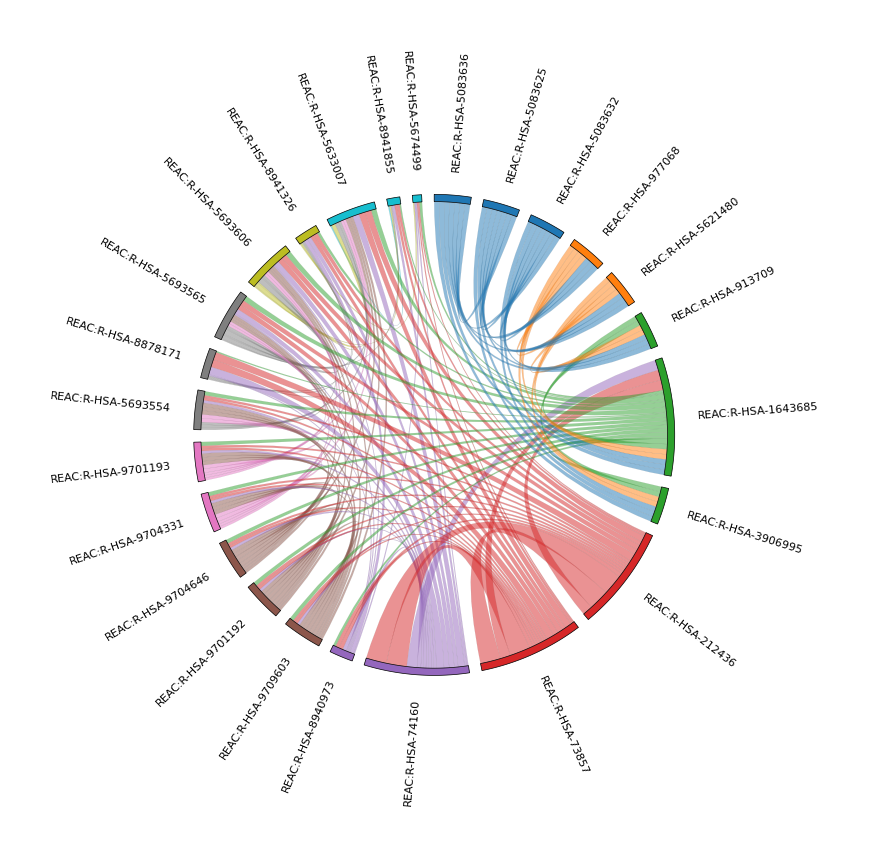 REAC:R-HSA-5083636
REAC:R-HSA-5083625
REAC:R-HSA-5083632
REAC:R-HSA-977068
REAC:R-HSA-5621480
REAC:R-HSA-913709
REAC:R-HSA-1643685
REAC:R-HSA-3906995
REAC:R-HSA-212436
REAC:R-HSA-73857
REAC:R-HSA-74160
REAC:R-HSA-8940973
REAC:R-HSA-9709603
REAC:R-HSA-9701192
REAC:R-HSA-9704646
REAC:R-HSA-9704331
REAC:R-HSA-9701193
REAC:R-HSA-5693554
REAC:R-HSA-8878171
REAC:R-HSA-5693565
REAC:R-HSA-5693606
REAC:R-HSA-8941326
REAC:R-HSA-5633007
REAC:R-HSA-8941855
REAC:R-HSA-5674499